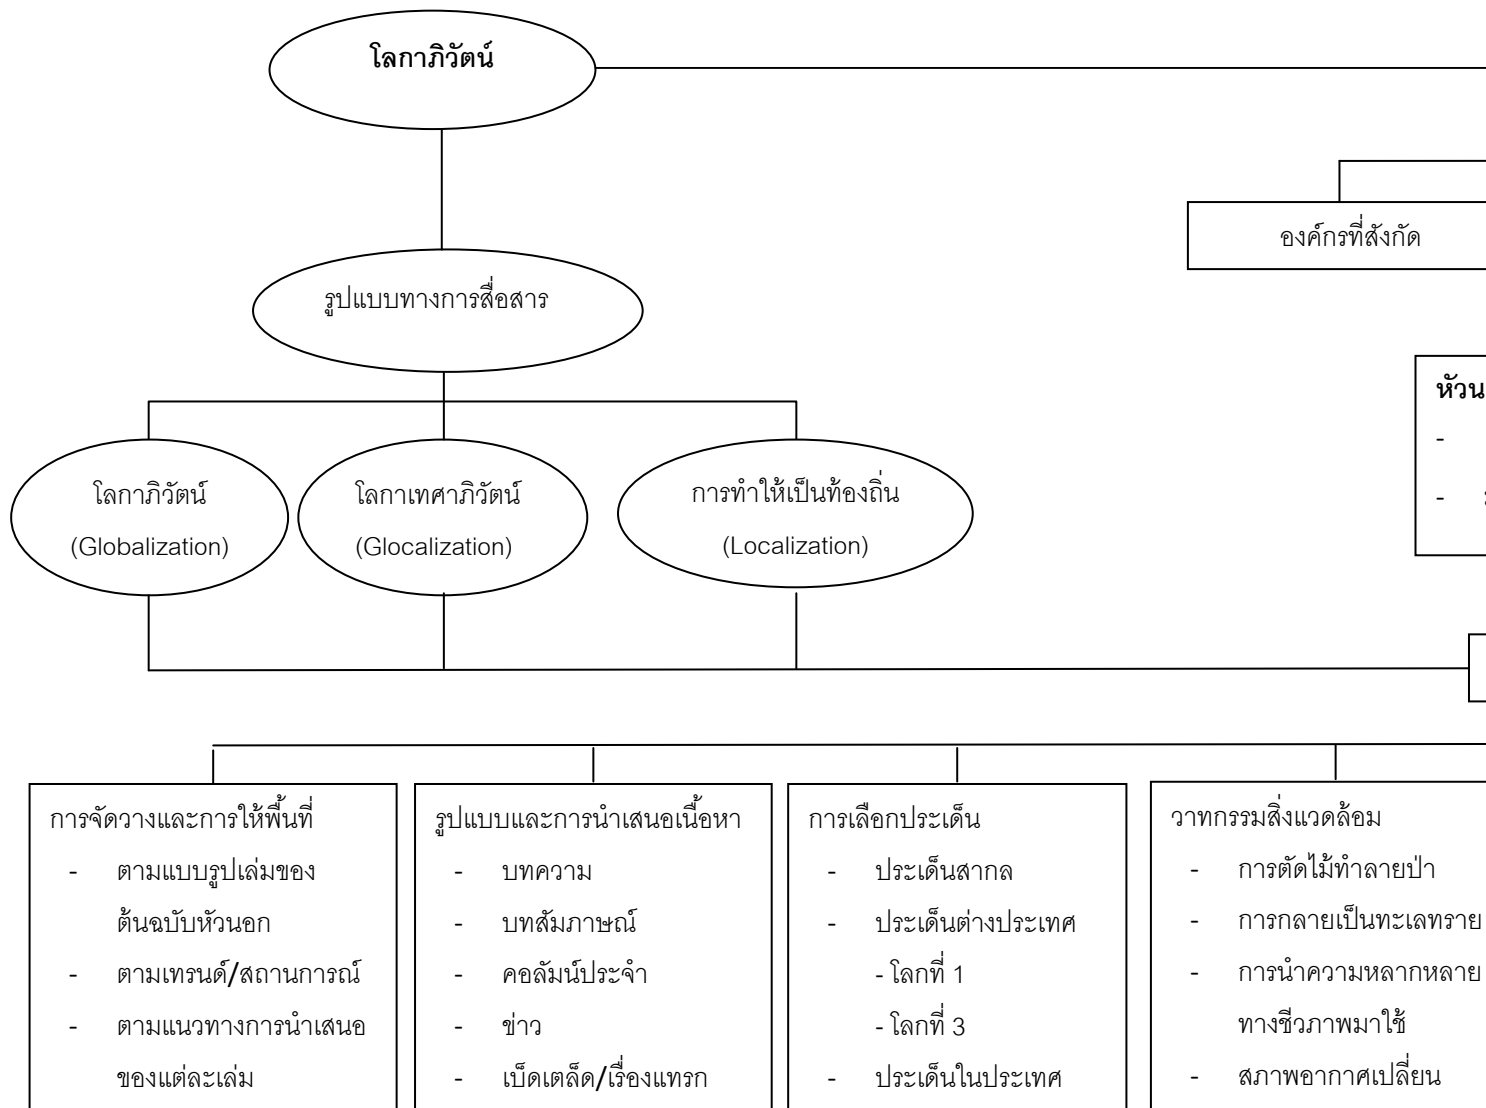 โลกาภิวัตน์
องค์กรที่สังกัด
รูปแบบทางการสื่อสาร
หัวน
-
-
โลกาภิวัตน์
(Globalization)
โลกาเทศาภิวัตน์
(Glocalization)
การทำให้เป็นท้องถิ่น
(Localization)
การจัดวางและการให้พื้นที่
- ตามแบบรูปเล่มของ
ต้นฉบับหัวนอก
- ตามเทรนด์/สถานการณ์
- ตามแนวทางการนำเสนอ
ของแต่ละเล่ม
รูปแบบและการนำเสนอเนื้อหา
- บทความ
- บทสัมภาษณ์
- คอลัมน์ประจำ
- ข่าว
- เบ็ดเตล็ด/เรื่องแทรก
การเลือกประเด็น
- ประเด็นสากล
- ประเด็นต่างประเทศ
- โลกที่ 1
- โลกที่ 3
- ประเด็นในประเทศ
วาทกรรมสิ่งแวดล้อม
- การตัดไม้ทำลายป่า
- การกลายเป็นทะเลทราย
- การนำความหลากหลาย
ทางชีวภาพมาใช้
- สภาพอากาศเปลี่ยน